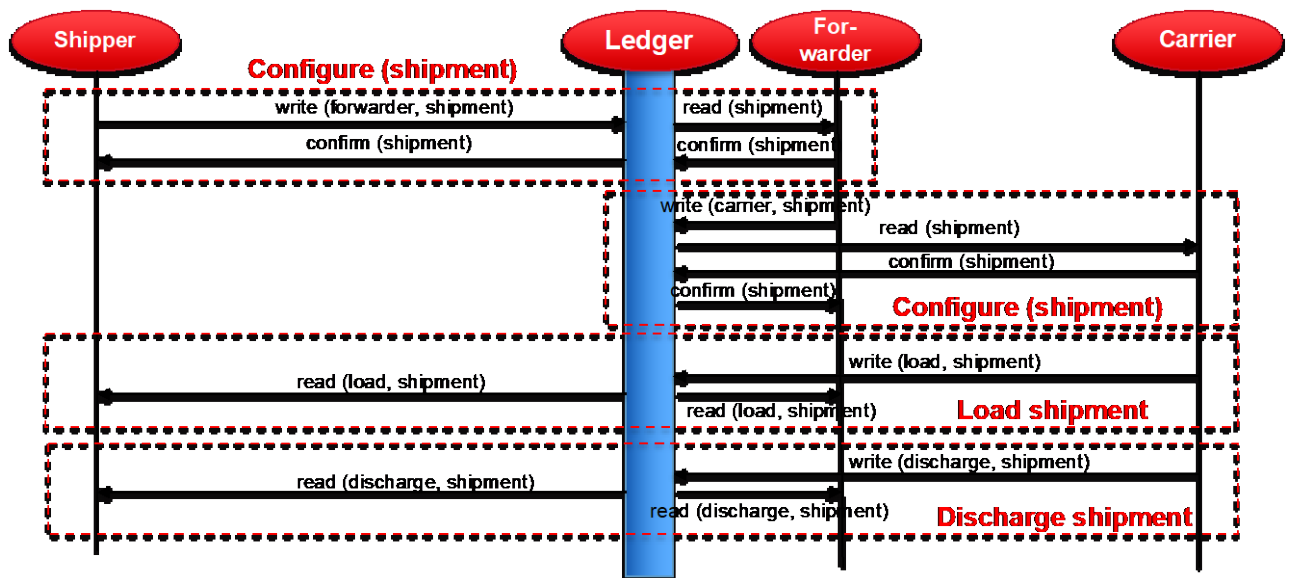 Shipper
Ledger
For-
warder
Carrier
Configure (shipment)
write (forwarder, shipment)
read (shipment)
confirm (shipment)
confirm (shipment
write (carrier, shipment)
read (shipment)
confirm (shipment)
confirm (shipment)
Configure (shipment)
write (load, shipment)
read (load, shipment)
read (load, shipment)
Load shipment
write (discharge, shipment)
read (discharge, shipment)
read (discharge, shipment)
Discharge shipment